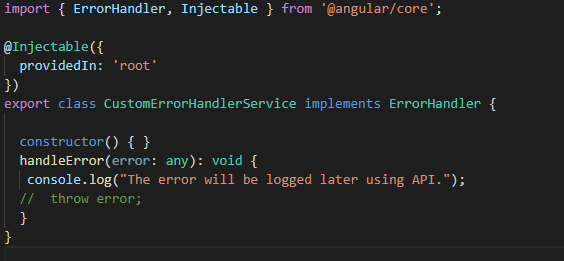 import { ErrorHandler, Injectable } from '@angular/core';
@Injectable({
  providedIn: 'root'
})
export class CustomErrorHandlerService implements ErrorHandler {
  constructor() { }
  handleError(error: any): void {
   console.log("The error will be logged later using API.");
  //  throw error;
  }
}